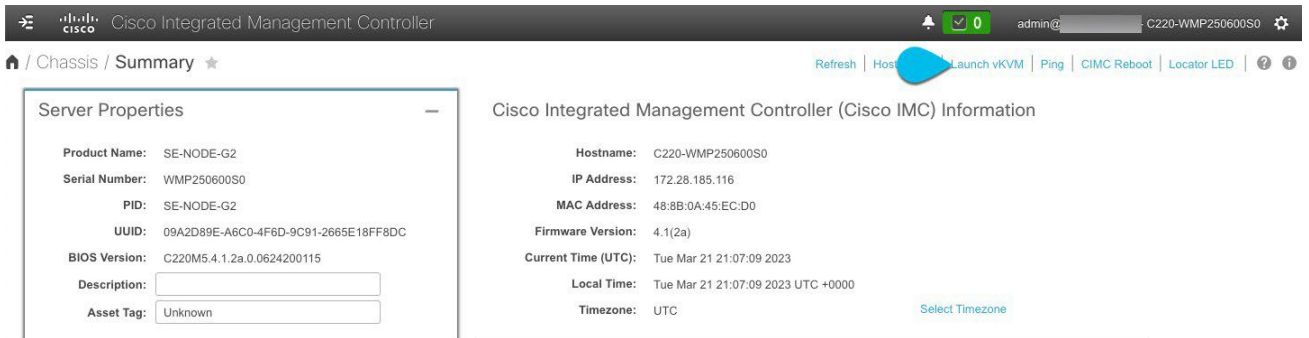 cisco Cisco Integrated Management Controller 0 admin@ C220-WMP250600S0
/ Chassis / Summary Refresh | Host | Launch vKVM | Ping | CIMC Reboot | Locator LED | ? i
Server Properties Cisco Integrated Management Controller (Cisco IMC) Information
Product Name: SE-NODE-G2 Hostname: C220-WMP250600S0
Serial Number: WMP250600S0 IP Address: 172.28.185.116
PID: SE-NODE-G2 MAC Address: 48:8B:0A:45:EC:D0
UUID: 09A2D89E-A6C0-4F6D-9C91-2665E18FF8DC Firmware Version: 4.1(2a)
BIOS Version: C220M5.4.1.2a.0.0624200115 Current Time (UTC): Tue Mar 21 21:07:09 2023
Description: Local Time: Tue Mar 21 21:07:09 2023 UTC +0000
Asset Tag: Unknown Timezone: UTC Select Timezone